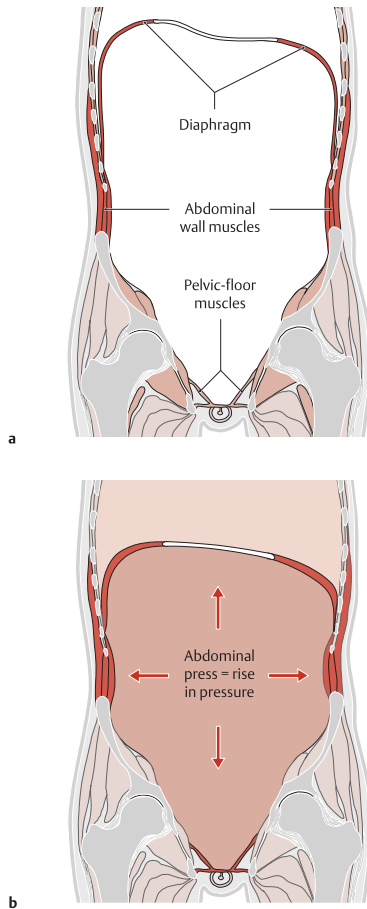 Diaphragm
Abdominal
wall muscles
Pelvic-floor
muscles
a
Abdominal
press = rise
in pressure
b